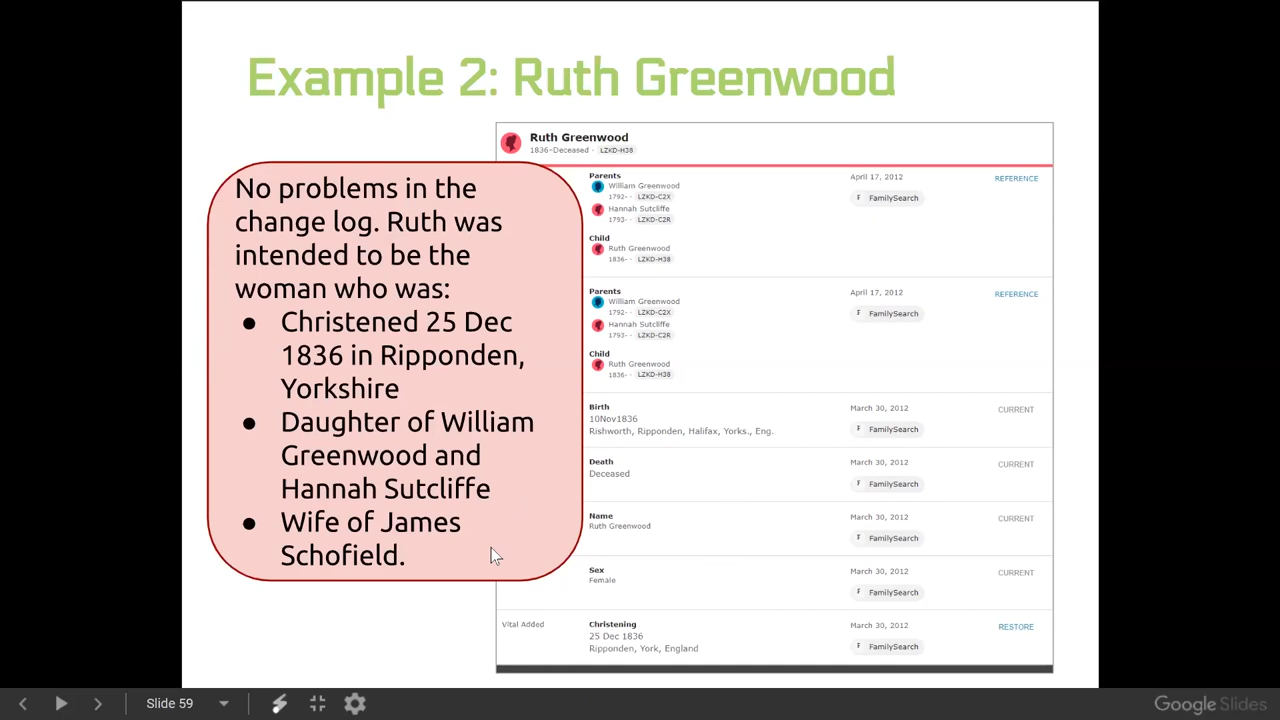 Example 2: Ruth Greenwood
No problems in the
change log. Ruth was
intended to be the
woman who was:
● Christened 25 Dec
1836 in Ripponden,
Yorkshire
● Daughter of William
Greenwood and
Hannah Sutcliffe
● Wife of James
Schofield.
Ruth Greenwood
1836–Deceased · LZKD-H38
Parents April 17, 2012 REFERENCE
William Greenwood
1792- · LZKD-C2X F FamilySearch
Hannah Sutcliffe
1793- · LZKD-C2R
Child
Ruth Greenwood
1836- · LZKD-H38
Parents April 17, 2012 REFERENCE
William Greenwood
1792- · LZKD-C2X F FamilySearch
Hannah Sutcliffe
1793- · LZKD-C2R
Child
Ruth Greenwood
1836- · LZKD-H38
Birth March 30, 2012 CURRENT
10Nov1836
Rishworth, Ripponden, Halifax, Yorks., Eng. F FamilySearch
Death March 30, 2012 CURRENT
Deceased F FamilySearch
Name March 30, 2012 CURRENT
Ruth Greenwood F FamilySearch
Sex March 30, 2012 CURRENT
Female F FamilySearch
Vital Added Christening March 30, 2012 RESTORE
25 Dec 1836
Ripponden, York, England F FamilySearch
Slide 59 Google Slides